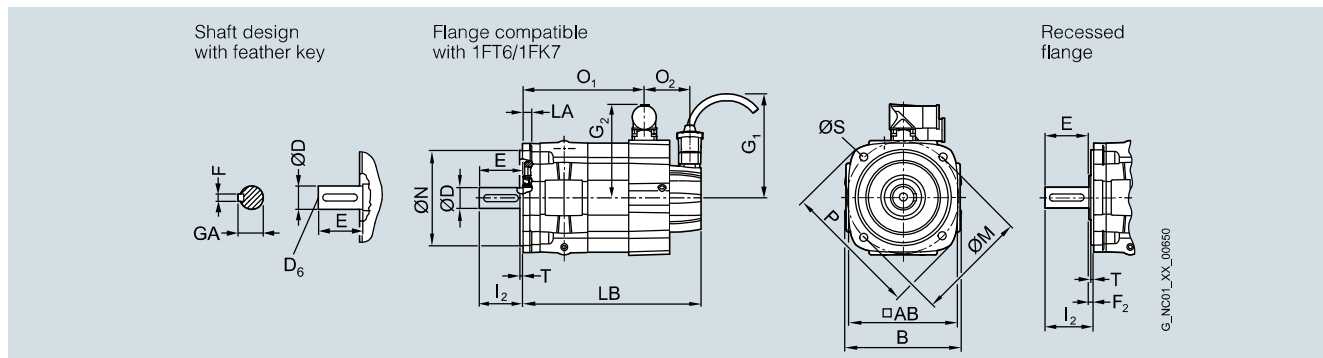 Shaft design
with feather key
Flange compatible
with 1FT6/1FK7
Recessed
flange
O₁
O₂
LA
G₂
G₁
ØS
E
F
ØD
E
ØN
ØD
GA
E
D₆
T
I₂
LB
P
ØM
□AB
B
T
F₂
I₂
G_NC01_XX_00650